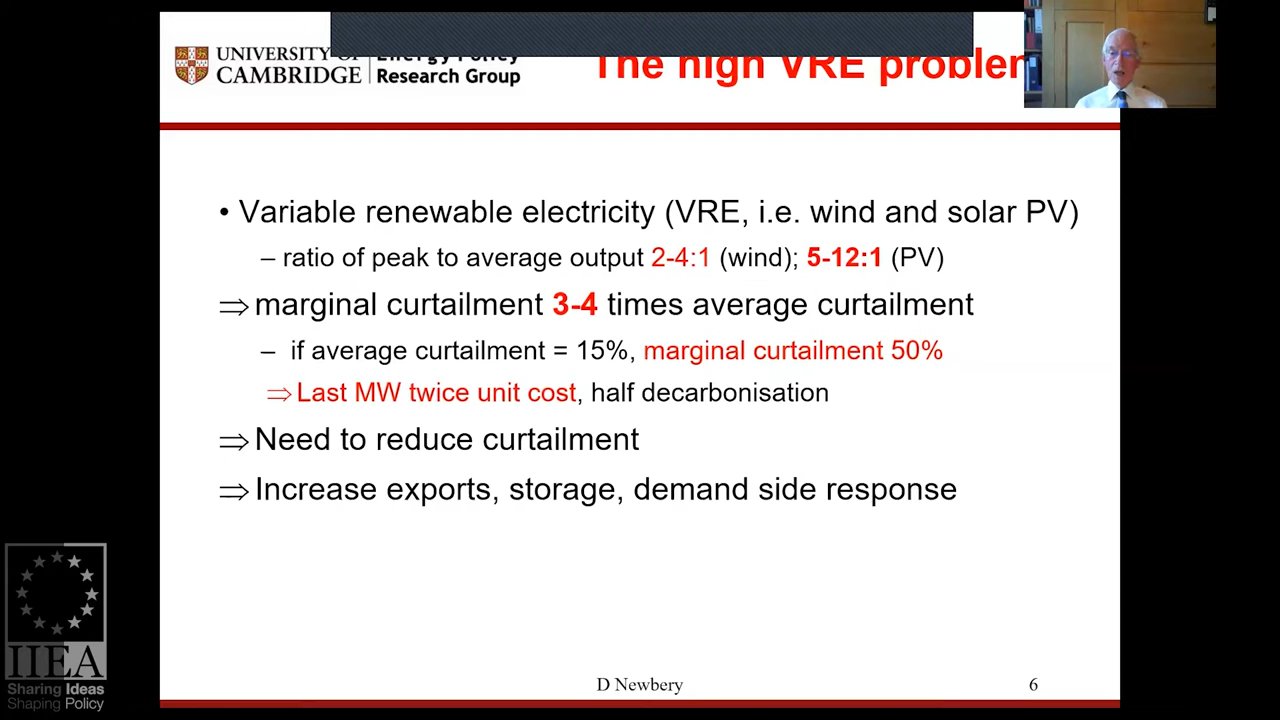 UNIVERSITY OF
CAMBRIDGE
Energy Policy
Research Group
The high VRE problem
• Variable renewable electricity (VRE, i.e. wind and solar PV)
– ratio of peak to average output 2-4:1 (wind); 5-12:1 (PV)
⇒ marginal curtailment 3-4 times average curtailment
– if average curtailment = 15%, marginal curtailment 50%
⇒ Last MW twice unit cost, half decarbonisation
⇒ Need to reduce curtailment
⇒ Increase exports, storage, demand side response
D Newbery
6
IIEA
Sharing Ideas
Shaping Policy